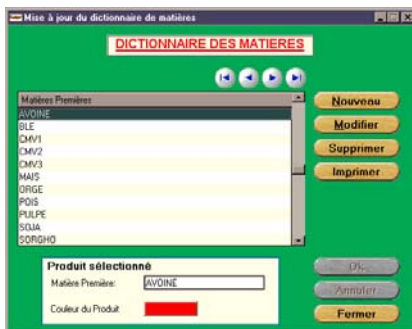 Mise à jour du dictionnaire de matières
DICTIONNAIRE DES MATIERES
Matières Premières
AVOINE
BLE
CMV1
CMV2
CMV3
MAIS
ORGE
POIS
PULPE
SOJA
SORGHO
Nouveau
Modifier
Supprimer
Imprimer
Produit sélectionné
Matière Première:
AVOINE
Couleur du Produit
Ok
Annuler
Fermer